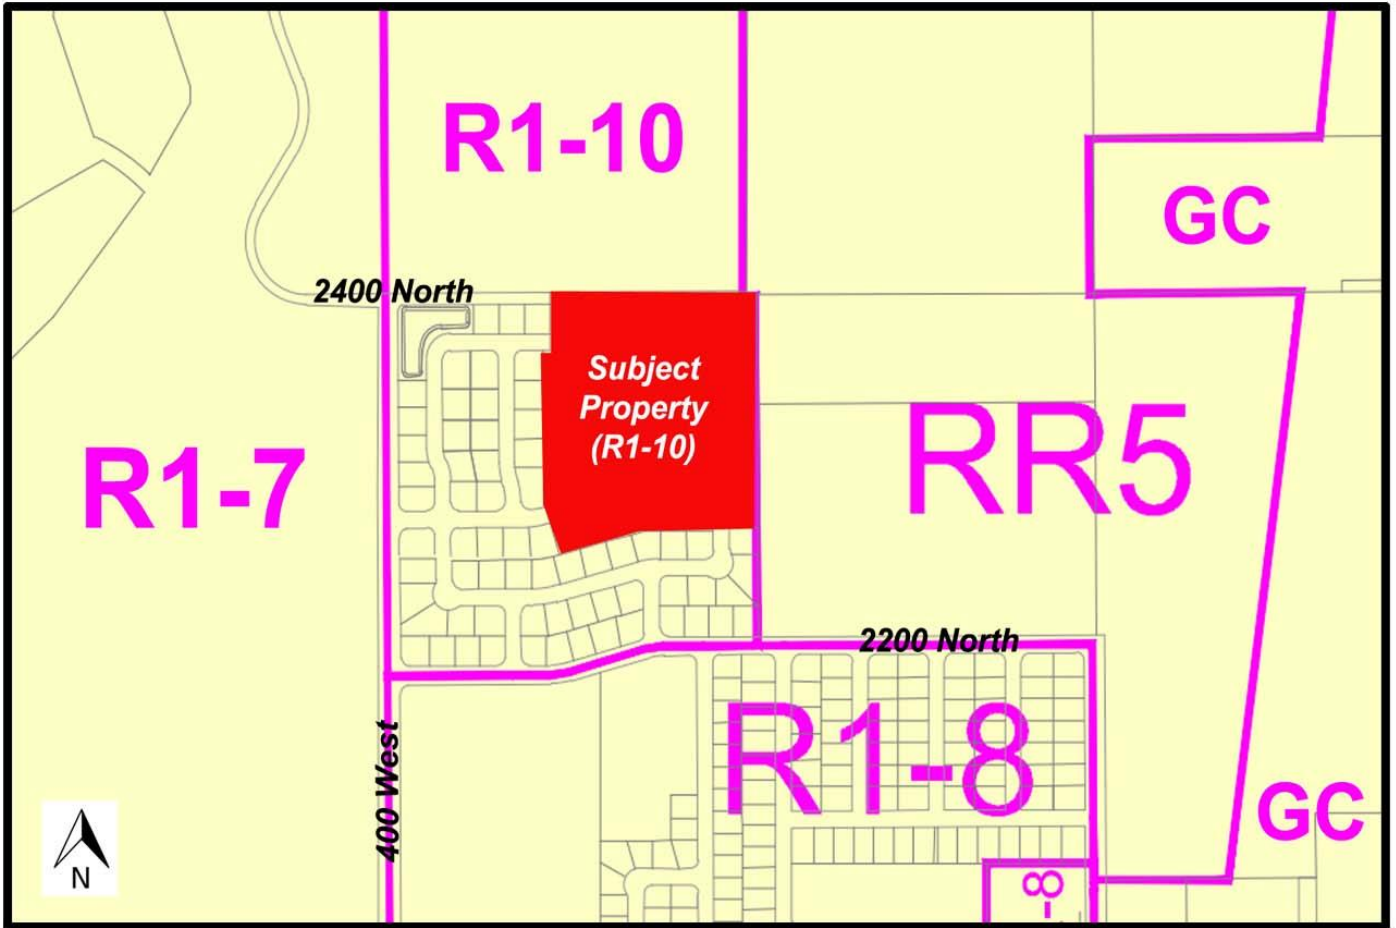 R1-10
GC
2400 North
Subject
Property
(R1-10)
RR5
R1-7
2200 North
R1-8
400 West
GC
N
-8